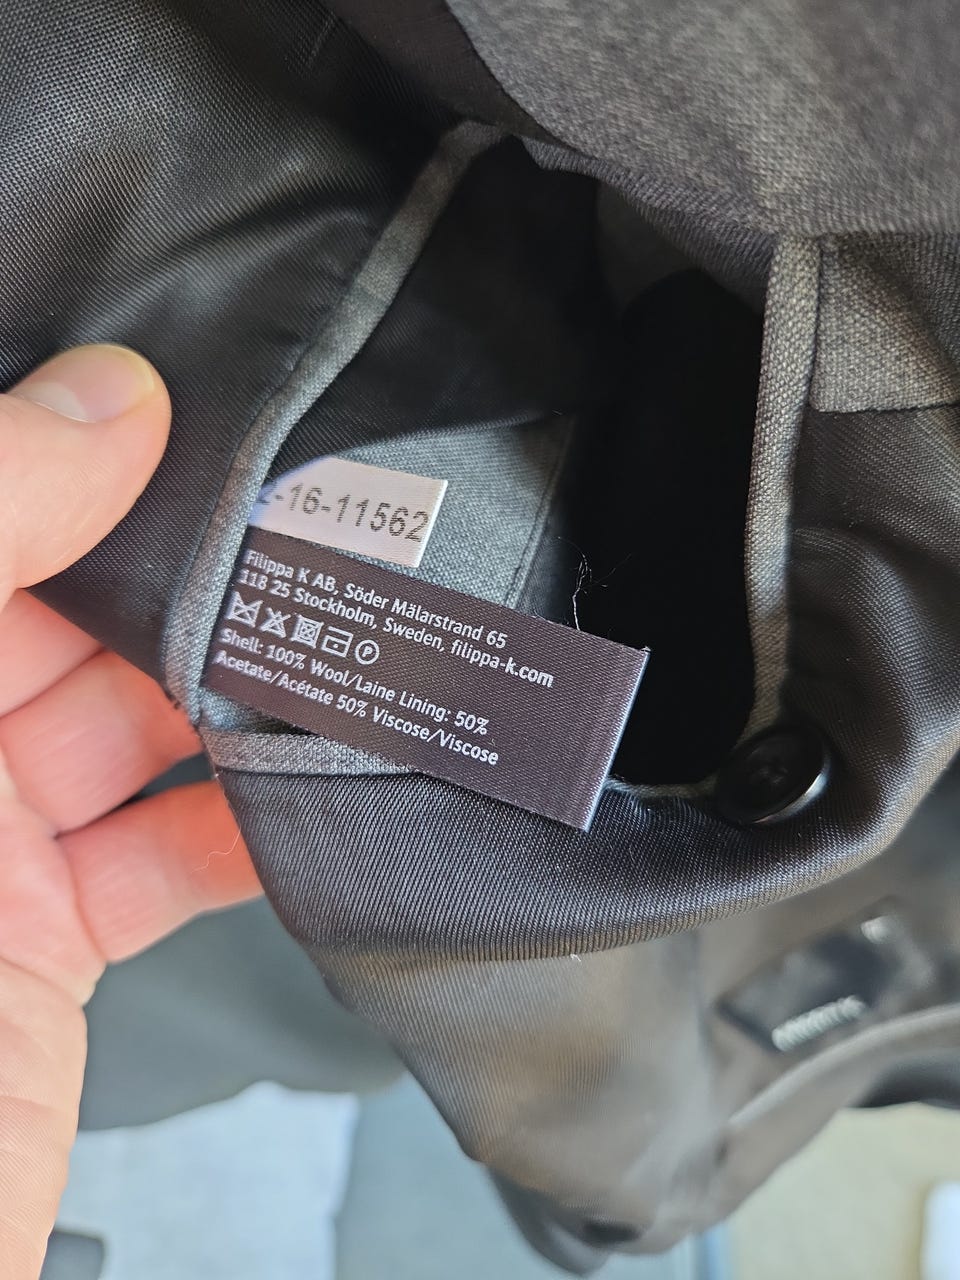 -16-11562
Filippa K AB, Söder Mälarstrand 65
118 25 Stockholm, Sweden, filippa-k.com
P
Shell: 100% Wool/Laine Lining: 50%
Acetate/Acétate 50% Viscose/Viscose